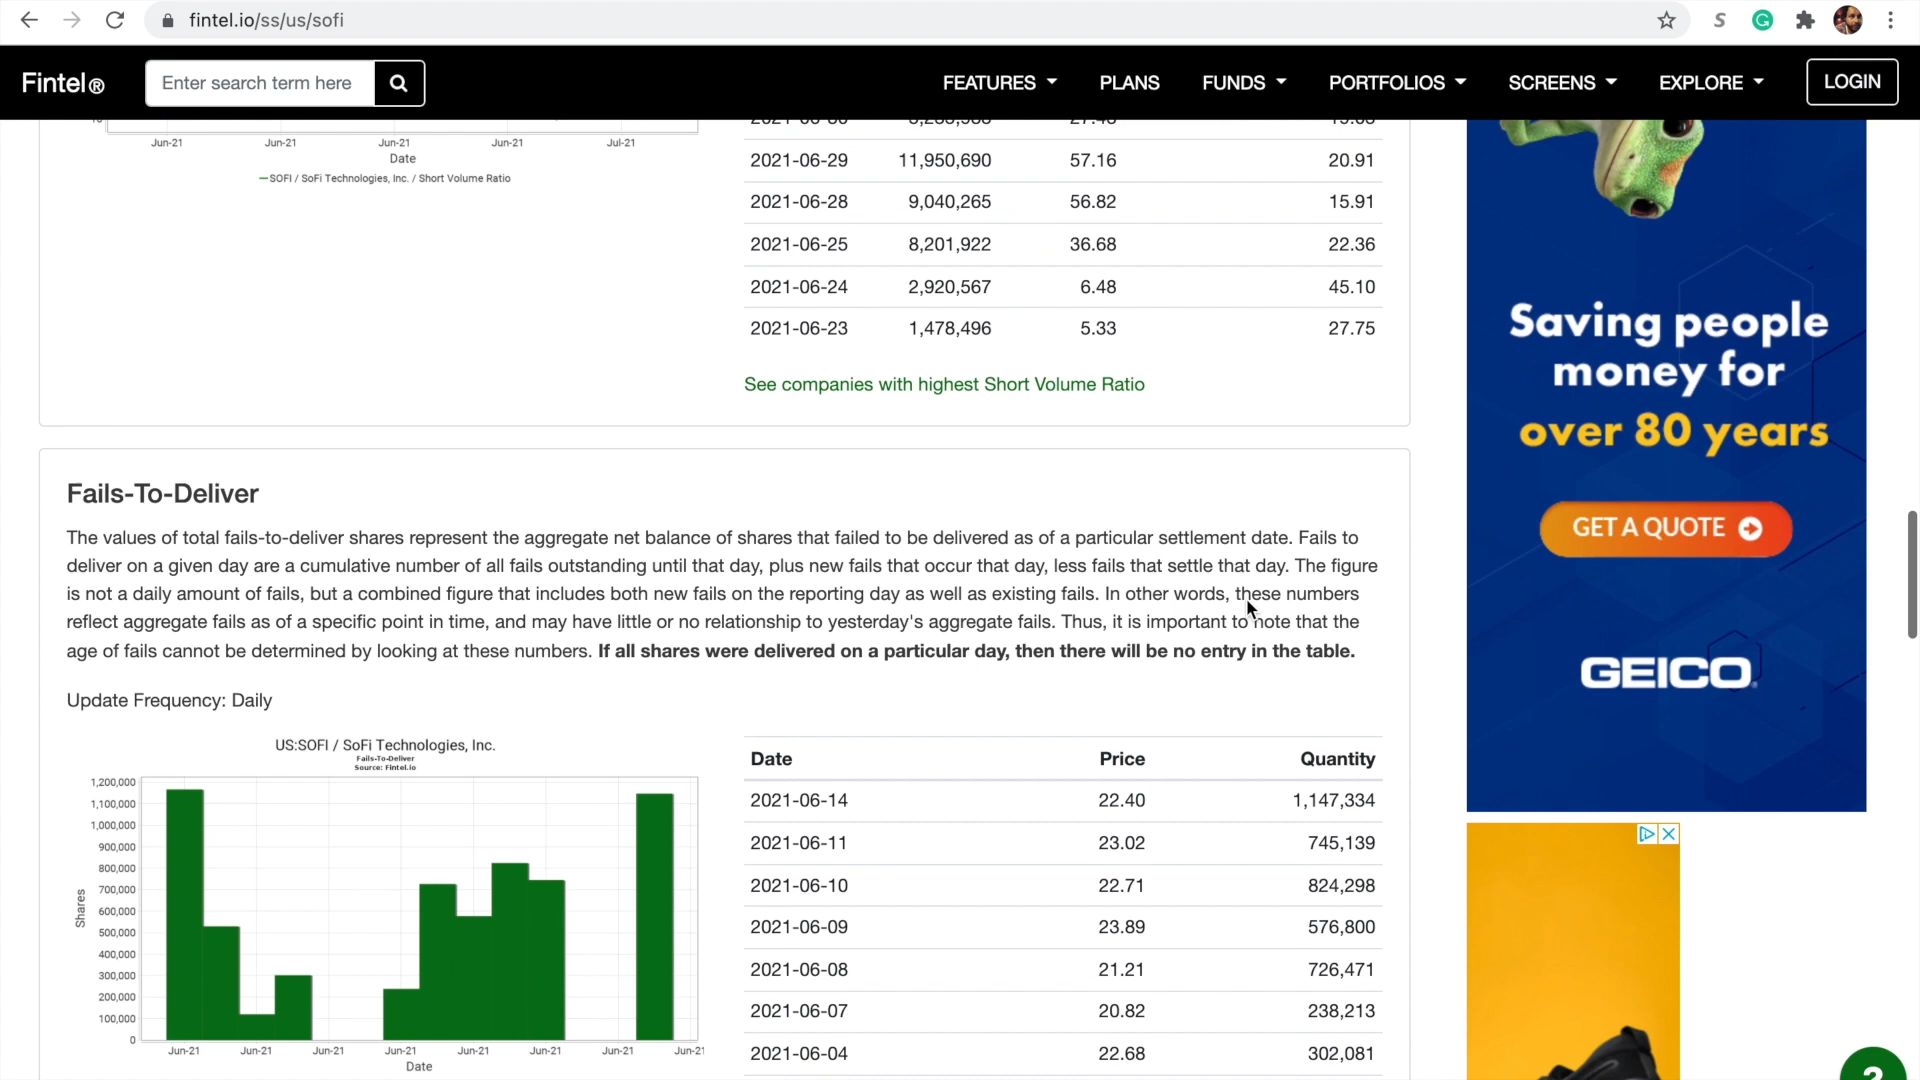 fintel.io/ss/us/sofi
Fintel®
Enter search term here
FEATURES
PLANS
FUNDS
PORTFOLIOS
SCREENS
EXPLORE
LOGIN
Jun-21 Jun-21 Jun-21 Jun-21 Jul-21
Date
SOFI / SoFi Technologies, Inc. / Short Volume Ratio
2021-06-29 11,950,690 57.16 20.91
2021-06-28 9,040,265 56.82 15.91
2021-06-25 8,201,922 36.68 22.36
2021-06-24 2,920,567 6.48 45.10
2021-06-23 1,478,496 5.33 27.75
See companies with highest Short Volume Ratio
Fails-To-Deliver
The values of total fails-to-deliver shares represent the aggregate net balance of shares that failed to be delivered as of a particular settlement date. Fails to
deliver on a given day are a cumulative number of all fails outstanding until that day, plus new fails that occur that day, less fails that settle that day. The figure
is not a daily amount of fails, but a combined figure that includes both new fails on the reporting day as well as existing fails. In other words, these numbers
reflect aggregate fails as of a specific point in time, and may have little or no relationship to yesterday's aggregate fails. Thus, it is important to note that the
age of fails cannot be determined by looking at these numbers. If all shares were delivered on a particular day, then there will be no entry in the table.
Update Frequency: Daily
US:SOFI / SoFi Technologies, Inc.
Fails-To-Deliver
Source: Fintel.io
1,200,000
1,100,000
1,000,000
900,000
800,000
700,000
600,000
500,000
400,000
300,000
200,000
100,000
0
Shares
Jun-21 Jun-21 Jun-21 Jun-21 Jun-21 Jun-21 Jun-21 Jun-21
Date
Date Price Quantity
2021-06-14 22.40 1,147,334
2021-06-11 23.02 745,139
2021-06-10 22.71 824,298
2021-06-09 23.89 576,800
2021-06-08 21.21 726,471
2021-06-07 20.82 238,213
2021-06-04 22.68 302,081
Saving people
money for
over 80 years
GET A QUOTE
GEICO